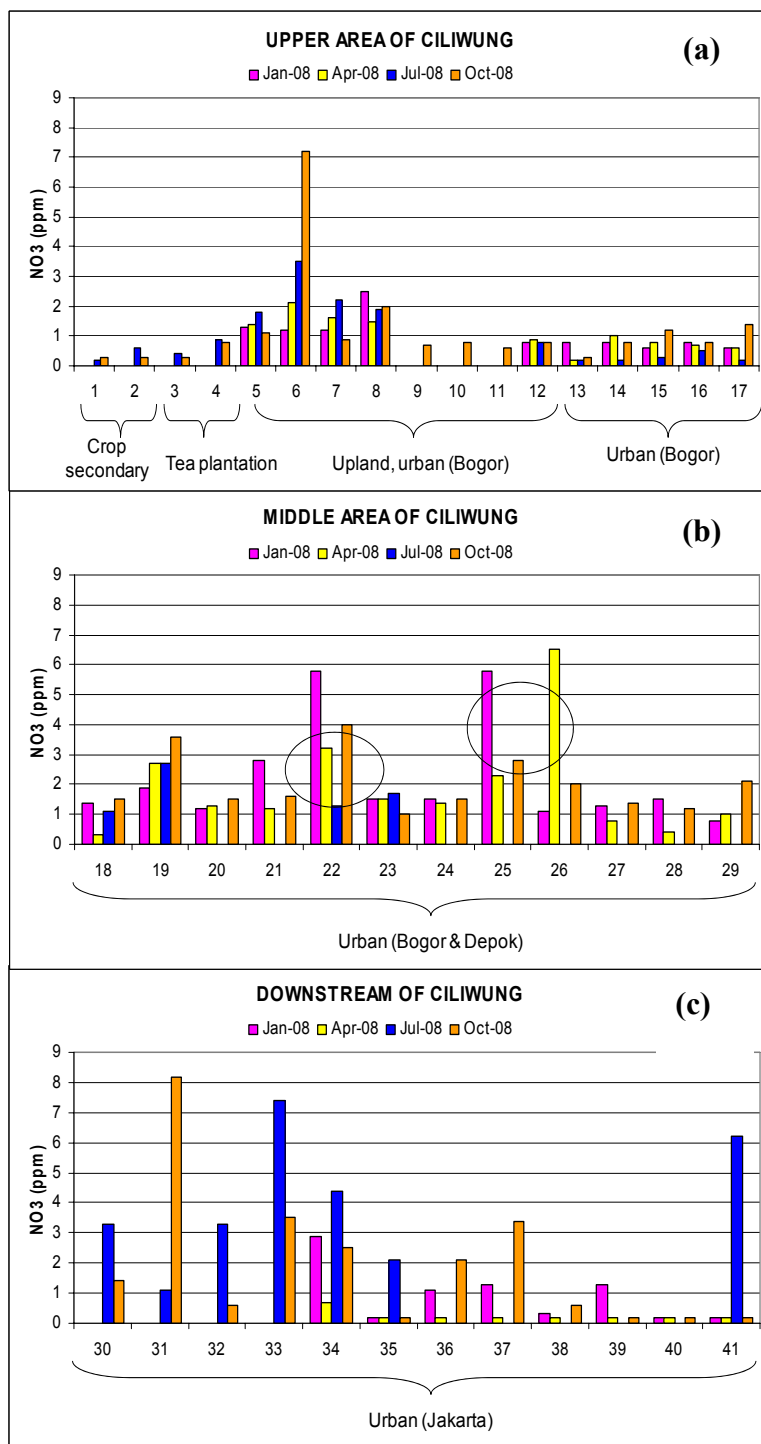 UPPER AREA OF CILIWUNG
(a)
Jan-08 Apr-08 Jul-08 Oct-08
NO3 (ppm)
9
8
7
6
5
4
3
2
1
0
1 2 3 4 5 6 7 8 9 10 11 12 13 14 15 16 17
Crop secondary
Tea plantation
Upland, urban (Bogor)
Urban (Bogor)
MIDDLE AREA OF CILIWUNG
(b)
Jan-08 Apr-08 Jul-08 Oct-08
NO3 (ppm)
9
8
7
6
5
4
3
2
1
0
18 19 20 21 22 23 24 25 26 27 28 29
Urban (Bogor & Depok)
DOWNSTREAM OF CILIWUNG
(c)
Jan-08 Apr-08 Jul-08 Oct-08
NO3 (ppm)
9
8
7
6
5
4
3
2
1
0
30 31 32 33 34 35 36 37 38 39 40 41
Urban (Jakarta)